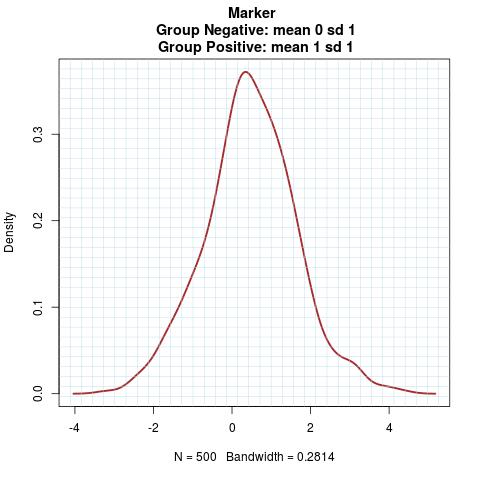 Marker
Group Negative: mean 0 sd 1
Group Positive: mean 1 sd 1
Density
0.3
0.2
0.1
0.0
-4 -2 0 2 4
N = 500 Bandwidth = 0.2814